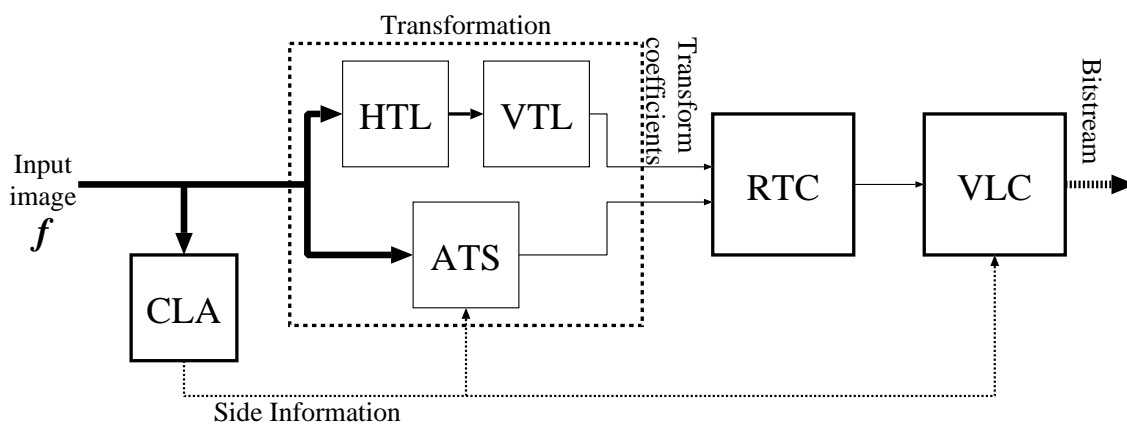 Transformation
Transform
coefficients
Bitstream
HTL
VTL
Input
image
f
RTC
VLC
ATS
CLA
Side Information